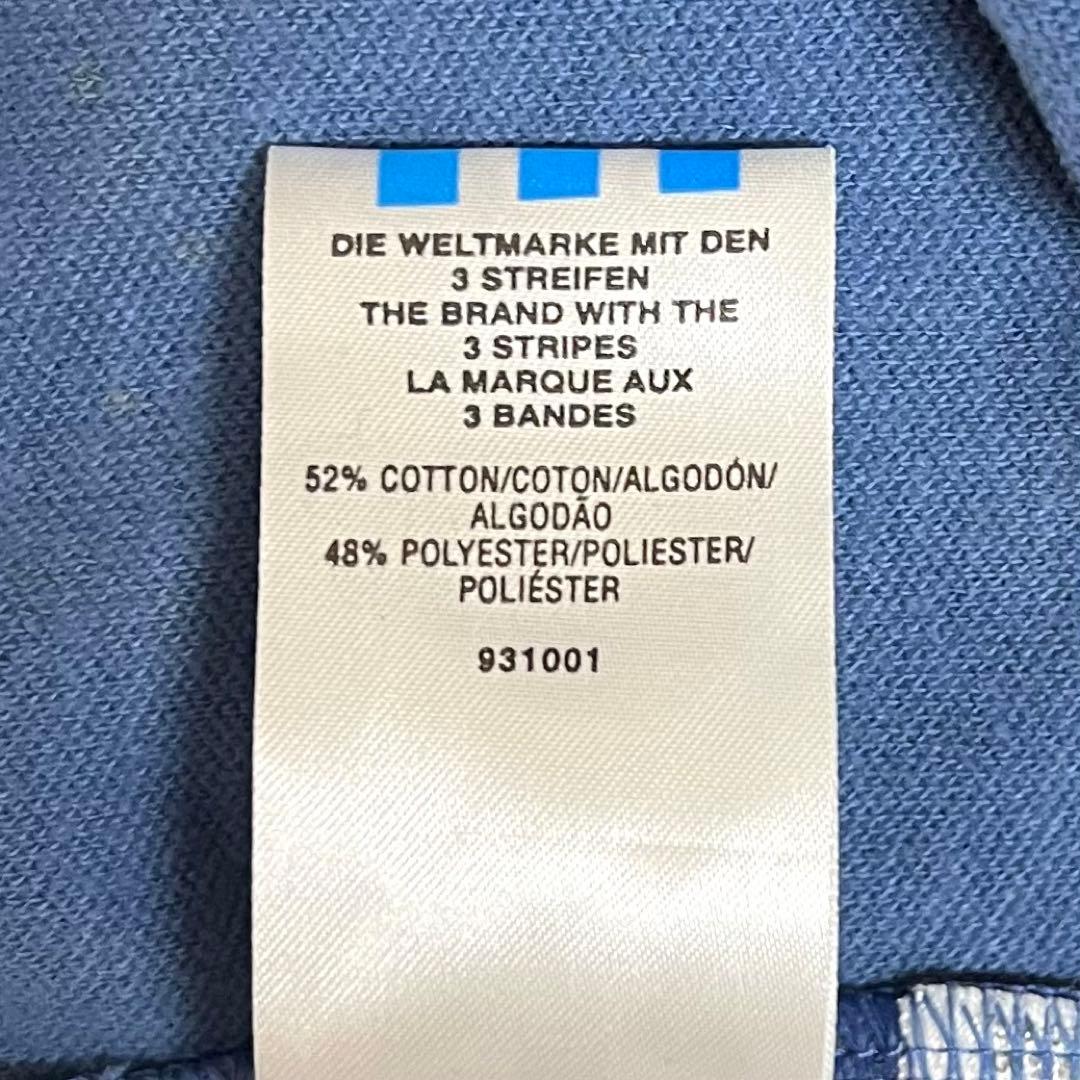 DIE WELTMARKE MIT DEN
3 STREIFEN
THE BRAND WITH THE
3 STRIPES
LA MARQUE AUX
3 BANDES
52% COTTON/COTON/ALGODÓN/
ALGODÃO
48% POLYESTER/POLIESTER/
POLIÉSTER
931001